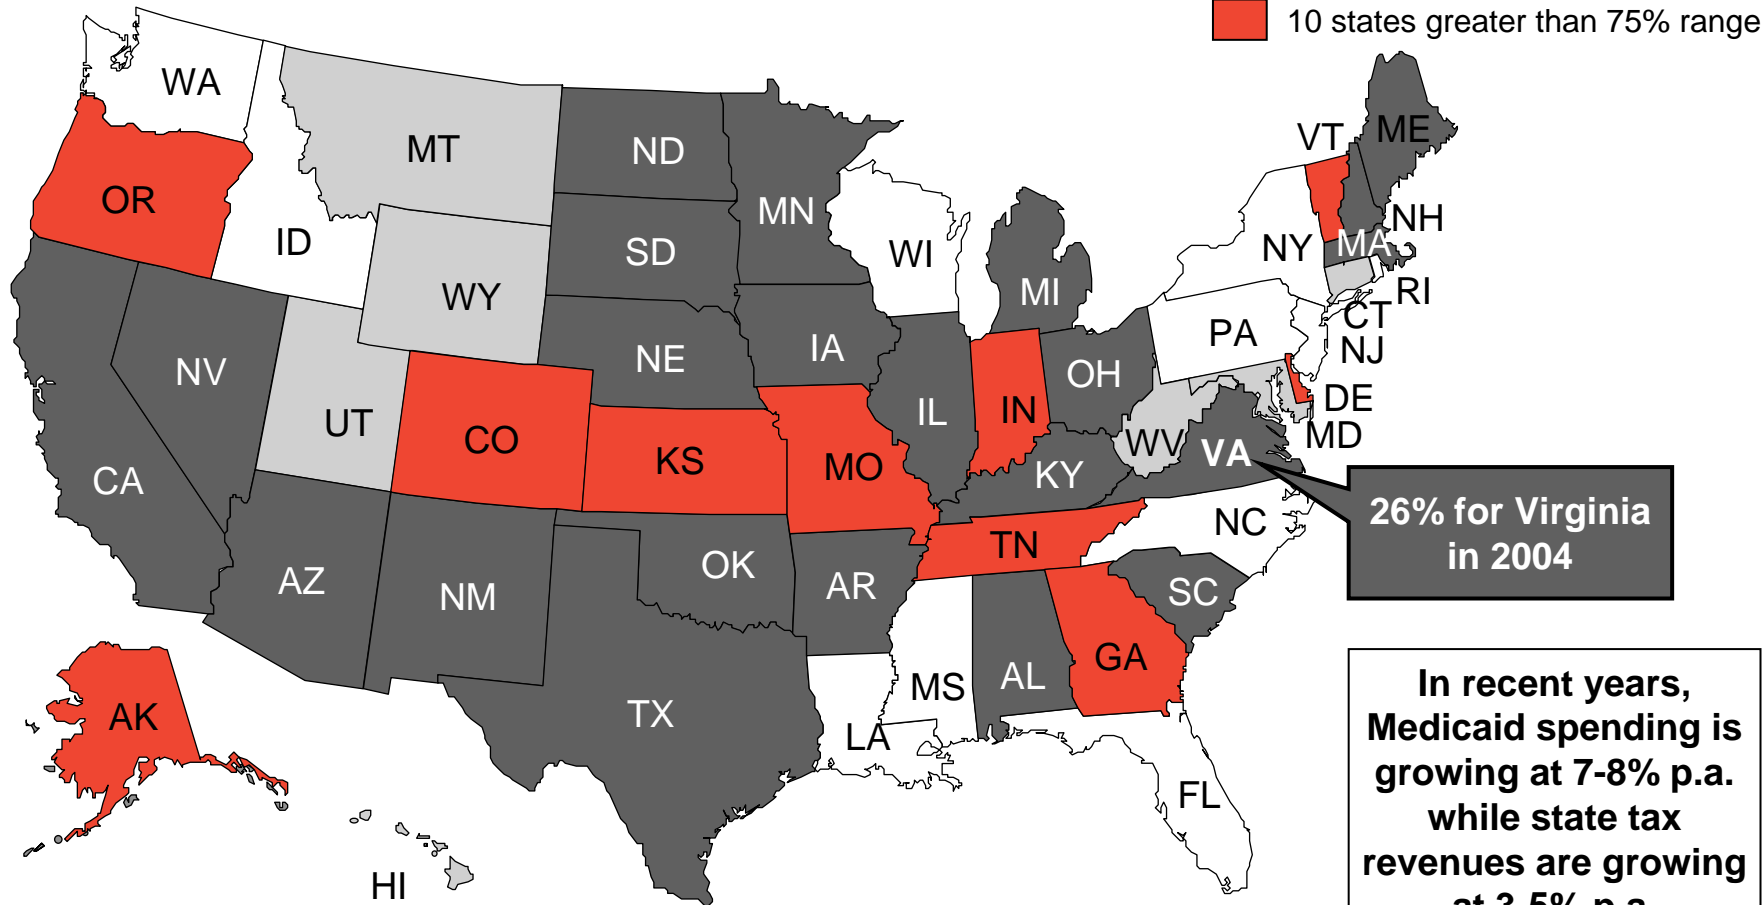 10 states greater than 75% range
WA
MT
ND
VT
ME
OR
MN
NH
ID
SD
WI
NY
MA
WY
MI
RI
CT
PA
NJ
NV
NE
IA
OH
UT
CO
IL
IN
DE
MD
CA
KS
MO
KY
WV
VA
26% for Virginia
in 2004
NC
TN
AZ
NM
OK
AR
SC
GA
MS
AL
AK
TX
LA
FL
HI
In recent years,
Medicaid spending is
growing at 7-8% p.a.
while state tax
revenues are growing
at 3-5% p.a.